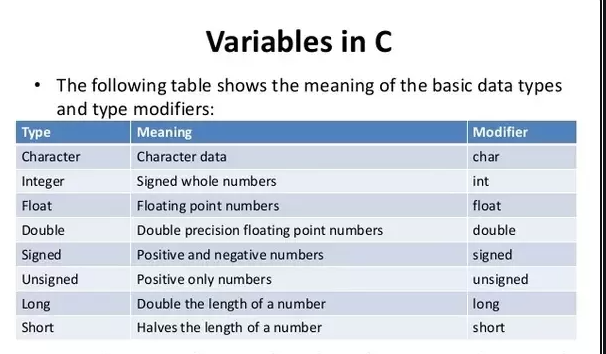 Variables in C
• The following table shows the meaning of the basic data types
and type modifiers:
Type Meaning Modifier
Character Character data char
Integer Signed whole numbers int
Float Floating point numbers float
Double Double precision floating point numbers double
Signed Positive and negative numbers signed
Unsigned Positive only numbers unsigned
Long Double the length of a number long
Short Halves the length of a number short